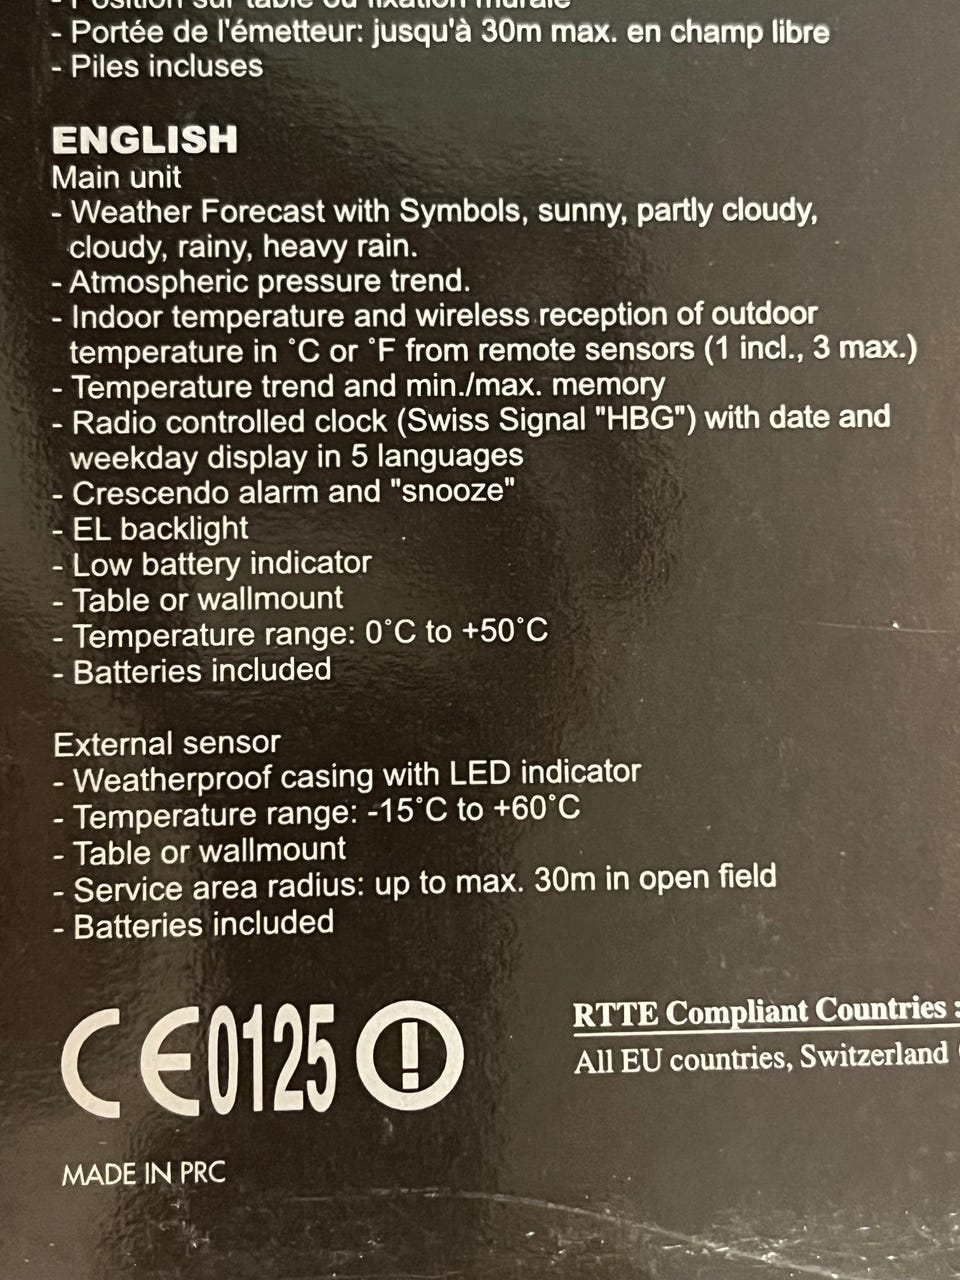 - Position sur table ou fixation murale
- Portée de l'émetteur: jusqu'à 30m max. en champ libre
- Piles incluses
ENGLISH
Main unit
- Weather Forecast with Symbols, sunny, partly cloudy,
cloudy, rainy, heavy rain.
- Atmospheric pressure trend.
- Indoor temperature and wireless reception of outdoor
temperature in °C or °F from remote sensors (1 incl., 3 max.)
- Temperature trend and min./max. memory
- Radio controlled clock (Swiss Signal "HBG") with date and
weekday display in 5 languages
- Crescendo alarm and "snooze"
- EL backlight
- Low battery indicator
- Table or wallmount
- Temperature range: 0°C to +50°C
- Batteries included
External sensor
- Weatherproof casing with LED indicator
- Temperature range: -15°C to +60°C
- Table or wallmount
- Service area radius: up to max. 30m in open field
- Batteries included
CE0125
RTTE Compliant Countries :
All EU countries, Switzerland
MADE IN PRC